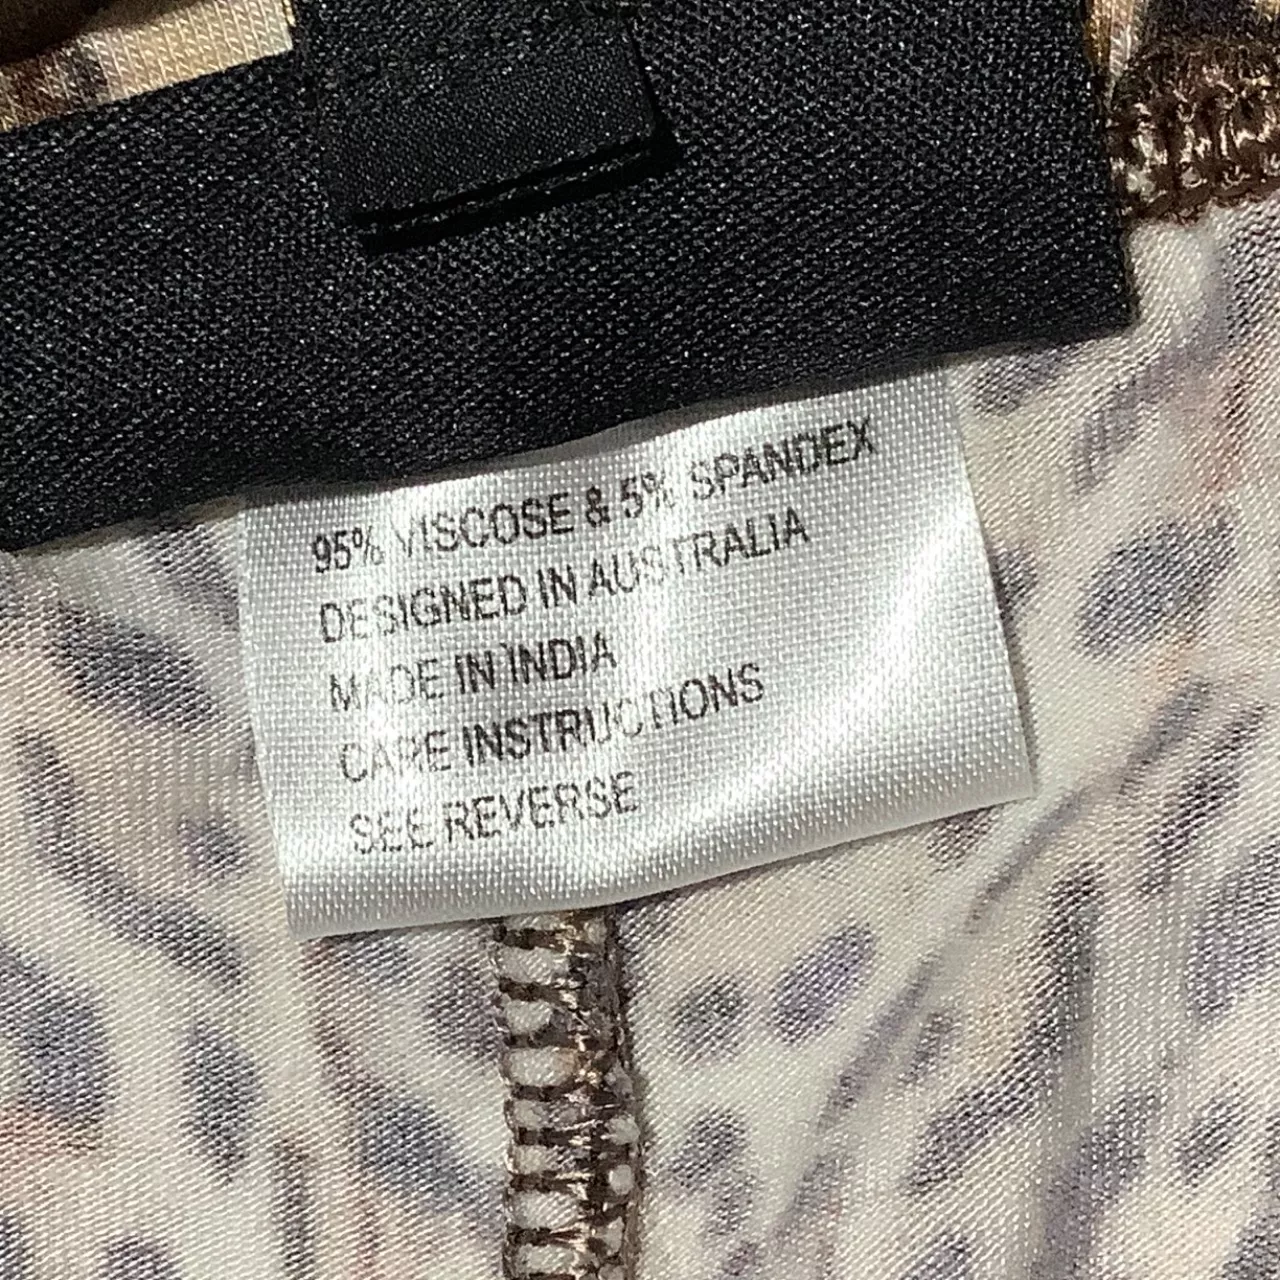 95% VISCOSE & 5% SPANDEX
DESIGNED IN AUSTRALIA
MADE IN INDIA
CARE INSTRUCTIONS
SEE REVERSE